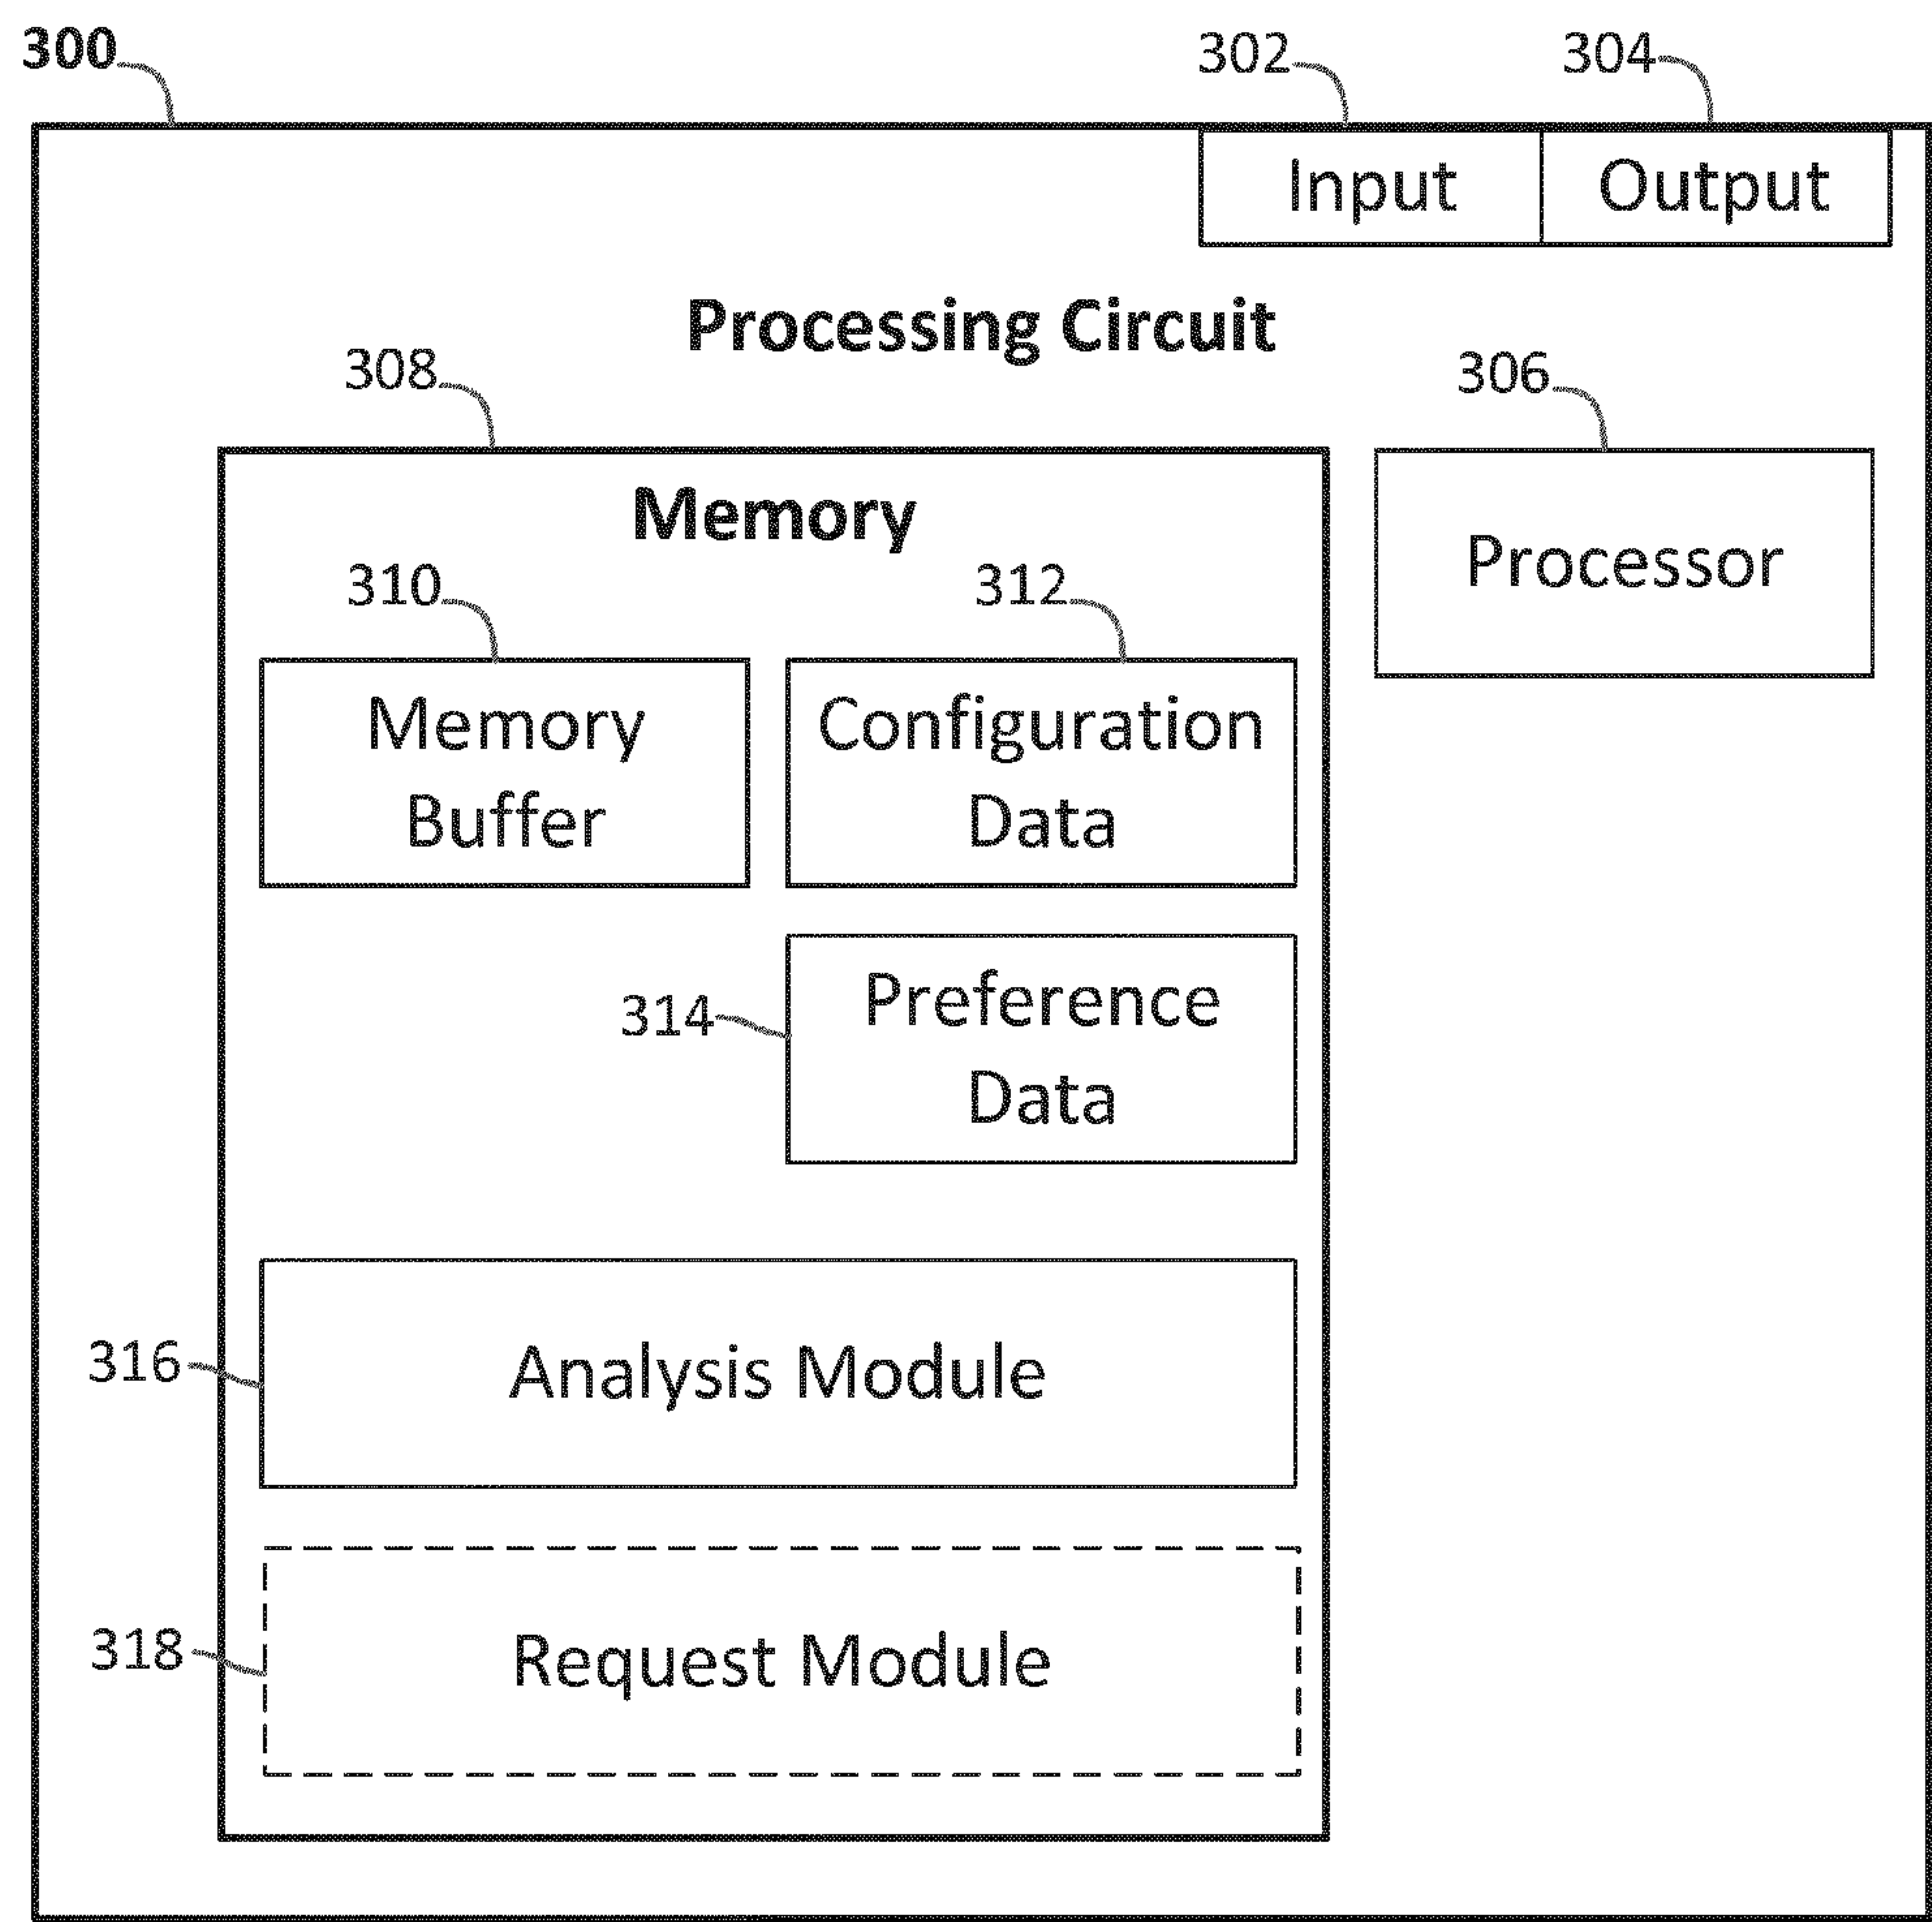 300
302
304
Input
Output
Processing Circuit
308
306
Memory
Processor
310
312
Memory
Buffer
Configuration
Data
314
Preference
Data
316
Analysis Module
318
Request Module